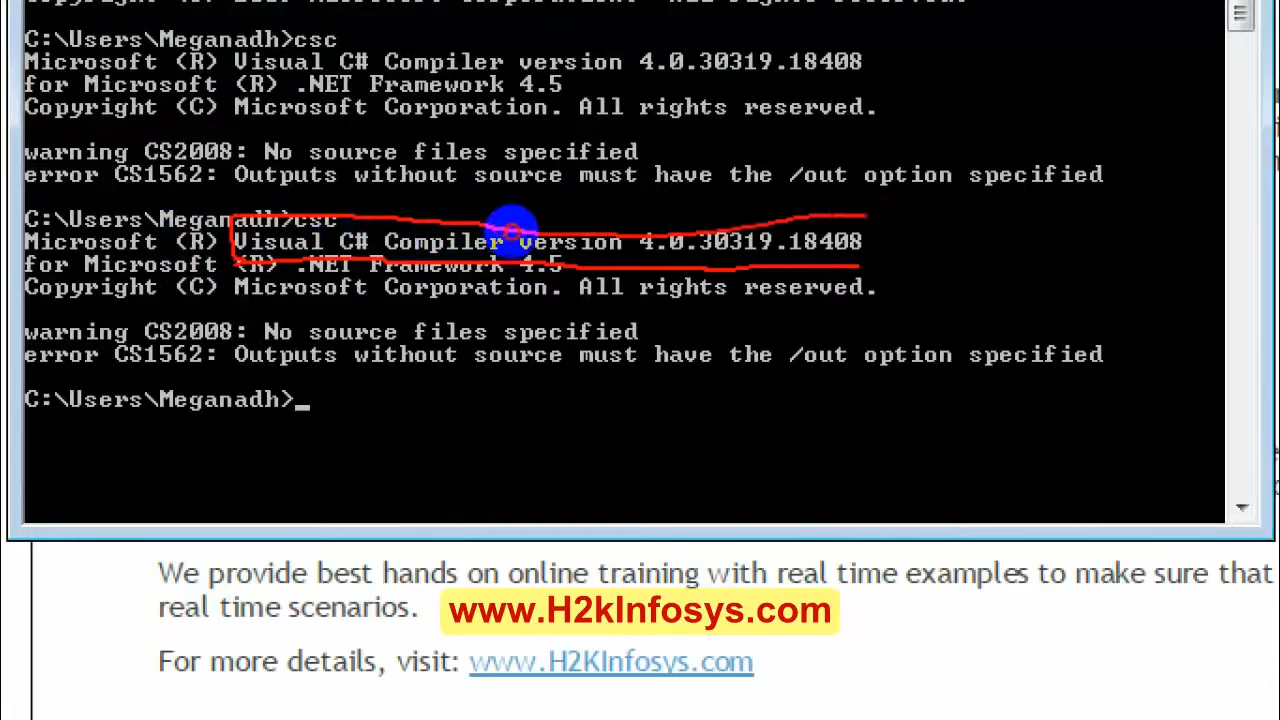 C:\Users\Meganadh>csc
Microsoft (R) Visual C# Compiler version 4.0.30319.18408
for Microsoft (R) .NET Framework 4.5
Copyright (C) Microsoft Corporation. All rights reserved.
warning CS2008: No source files specified
error CS1562: Outputs without source must have the /out option specified
C:\Users\Meganadh>csc
Microsoft (R) Visual C# Compiler version 4.0.30319.18408
for Microsoft (R) .NET Framework 4.5
Copyright (C) Microsoft Corporation. All rights reserved.
warning CS2008: No source files specified
error CS1562: Outputs without source must have the /out option specified
C:\Users\Meganadh>_
We provide best hands on online training with real time examples to make sure that
real time scenarios.
www.H2kInfosys.com
For more details, visit: www.H2KInfosys.com